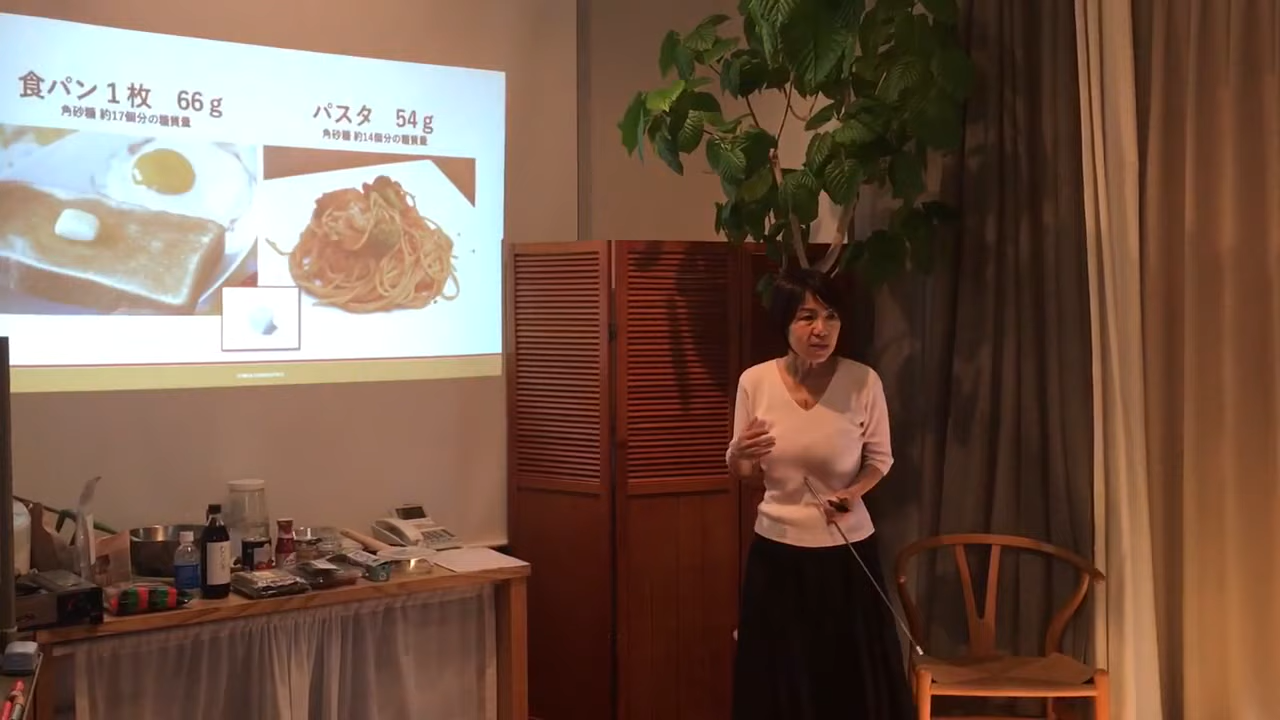 食パン１枚　66ｇ
角砂糖 約17個分の糖質量
パスタ　54ｇ
角砂糖 約14個分の糖質量